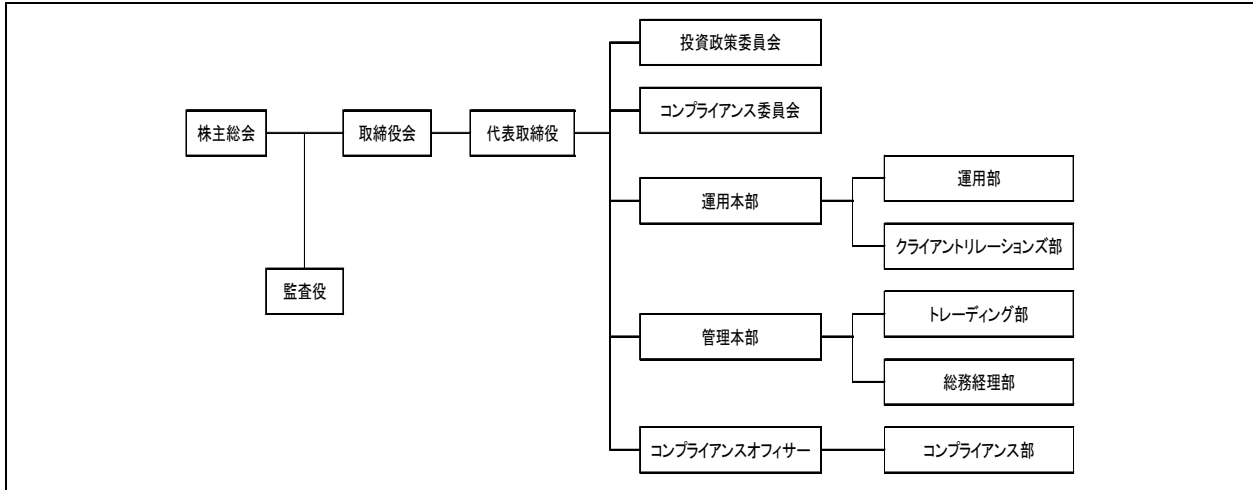 投資政策委員会
コンプライアンス委員会
株主総会
取締役会
代表取締役
運用部
運用本部
クライアントリレーションズ部
監査役
トレーディング部
管理本部
総務経理部
コンプライアンスオフィサー
コンプライアンス部